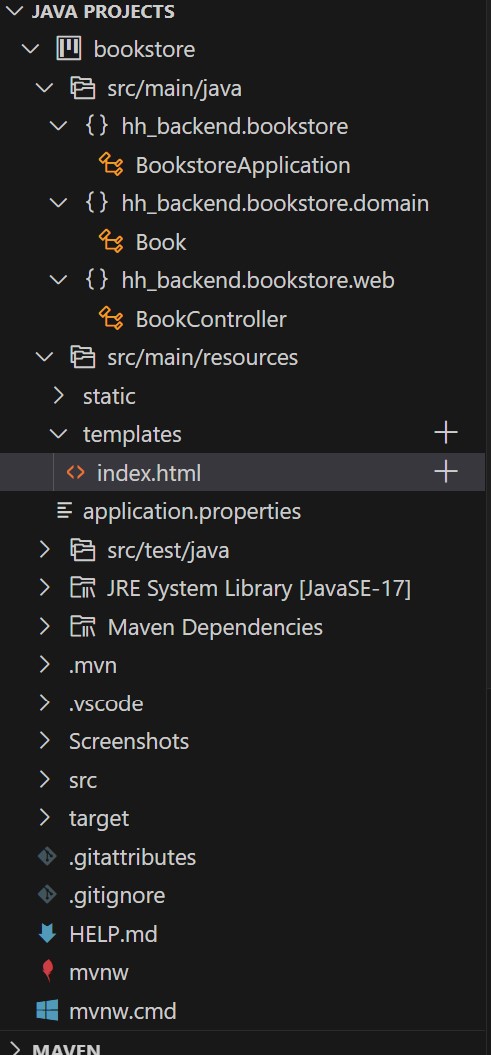 JAVA PROJECTS
bookstore
src/main/java
{} hh_backend.bookstore
BookstoreApplication
{} hh_backend.bookstore.domain
Book
{} hh_backend.bookstore.web
BookController
src/main/resources
static
templates
<> index.html
application.properties
src/test/java
JRE System Library [JavaSE-17]
Maven Dependencies
.mvn
.vscode
Screenshots
src
target
.gitattributes
.gitignore
HELP.md
mvnw
mvnw.cmd
MAVEN